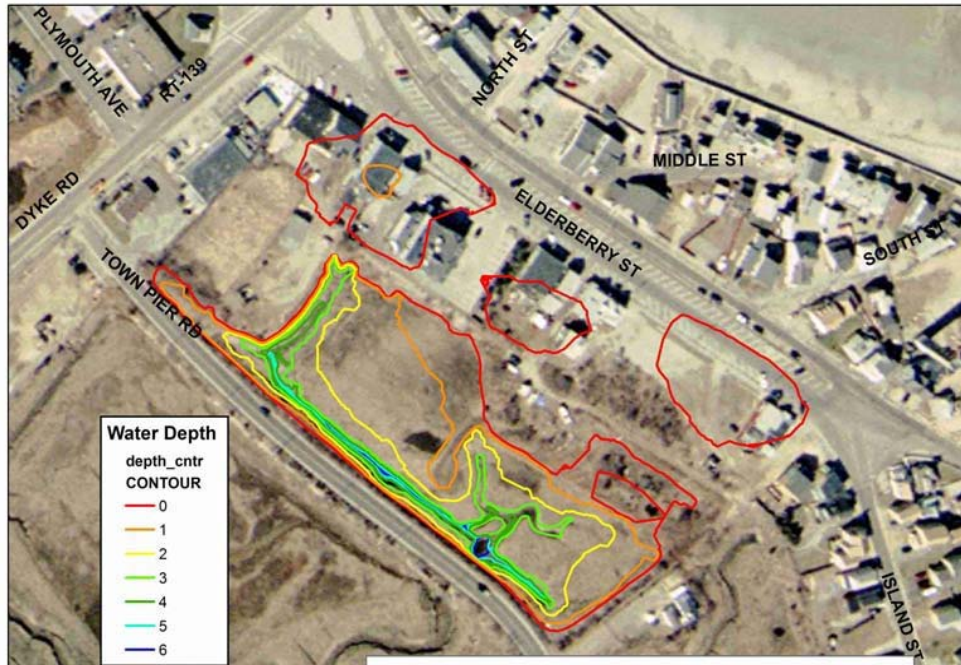 PLYMOUTH AVE
RT-139
NORTH ST
MIDDLE ST
DYKE RD
ELDERBERRY ST
SOUTH ST
TOWN PIER RD
ISLAND ST
Water Depth
depth_cntr
CONTOUR
0
1
2
3
4
5
6